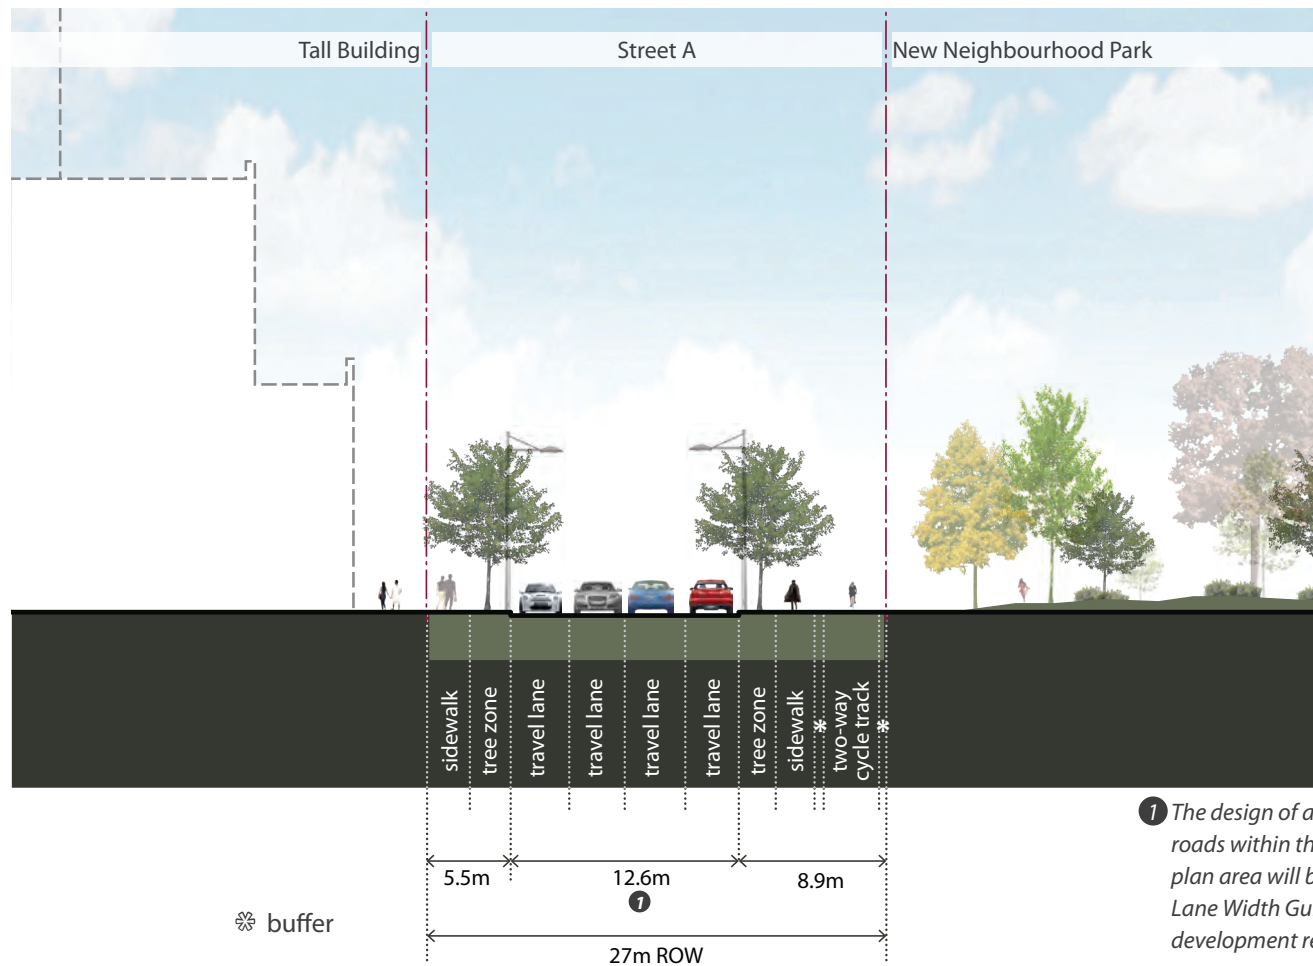 Tall Building
Street A
New Neighbourhood Park
sidewalk
tree zone
travel lane
travel lane
travel lane
travel lane
tree zone
sidewalk
*
two-way
cycle track
*
5.5m
12.6m
8.9m
1
27m ROW
buffer
1 The design of a
roads within th
plan area will b
Lane Width Gu
development re